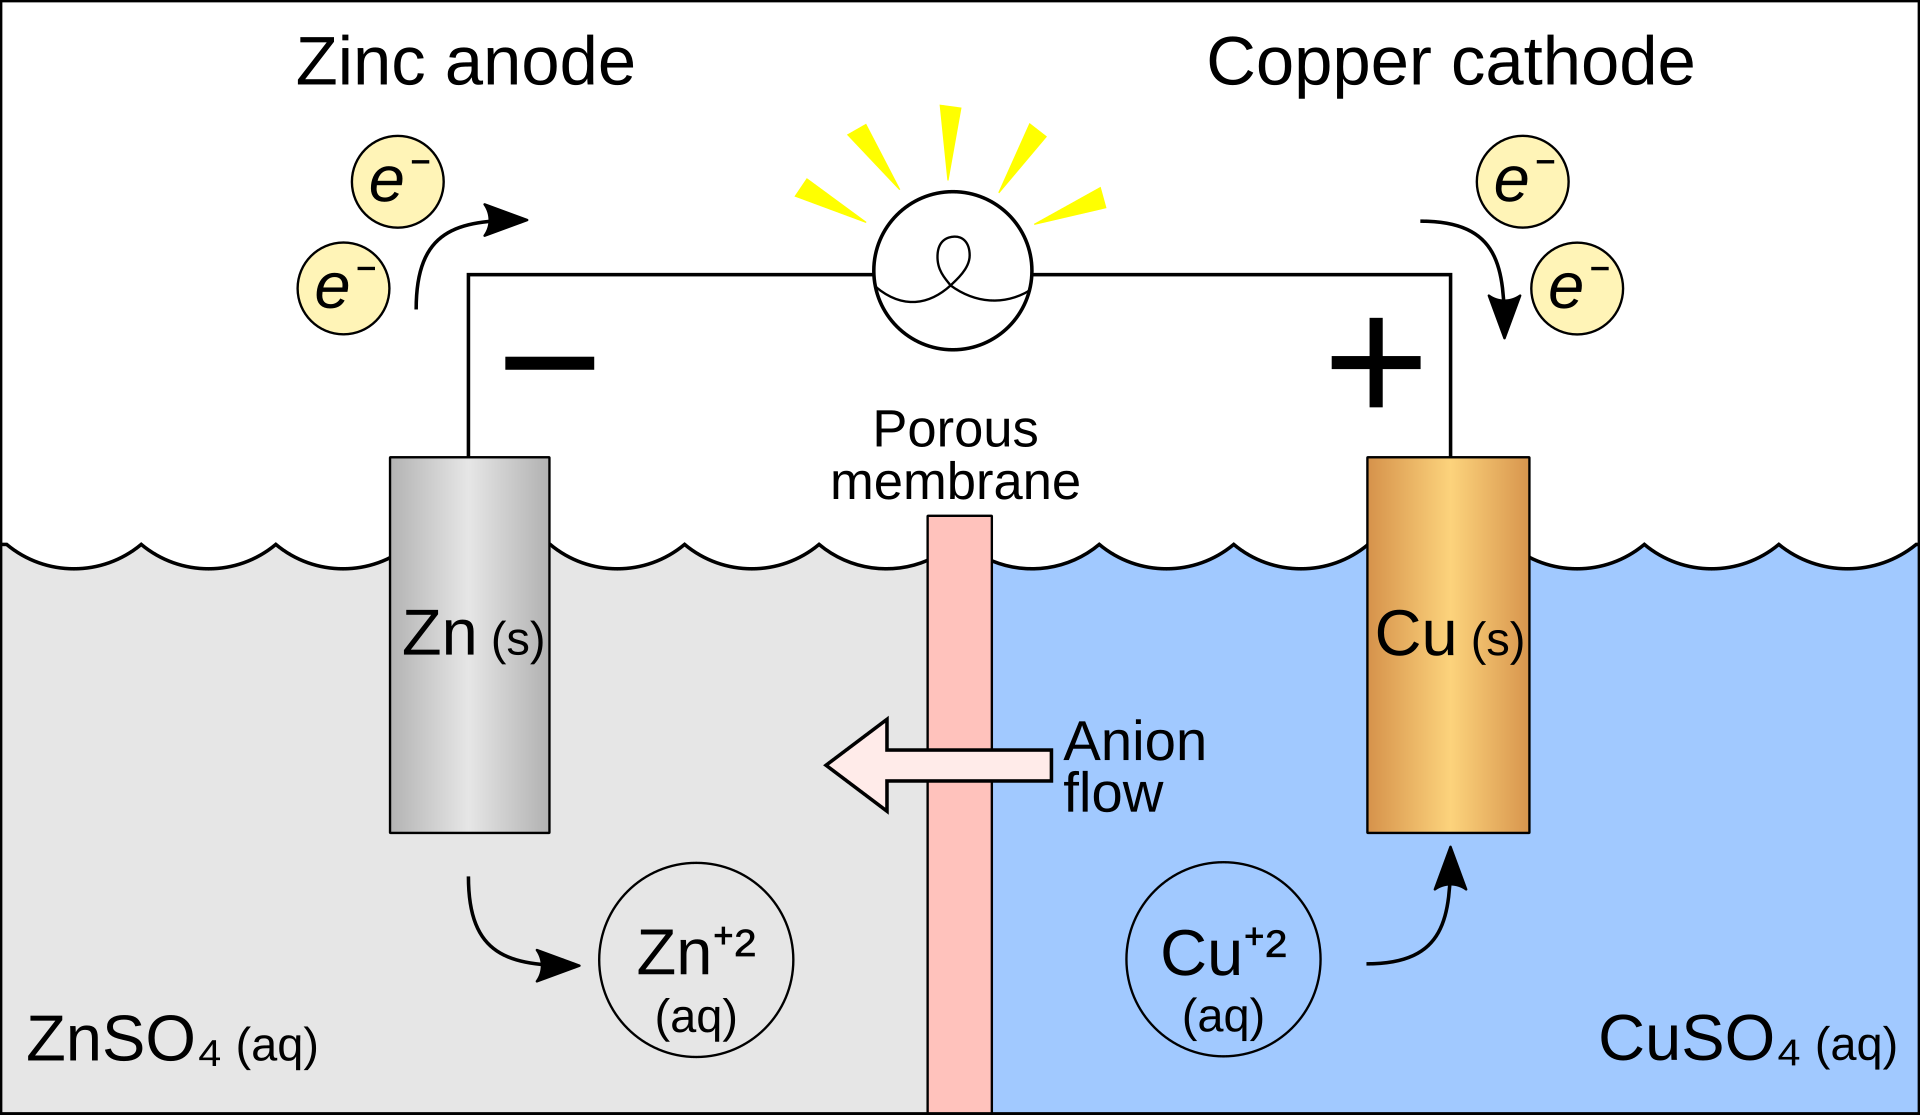 Zinc anode
Copper cathode
e⁻
e⁻
e⁻
e⁻
−
+
Porous
membrane
Zn (s)
Cu (s)
Anion
flow
Zn⁺²
(aq)
Cu⁺²
(aq)
ZnSO₄ (aq)
CuSO₄ (aq)